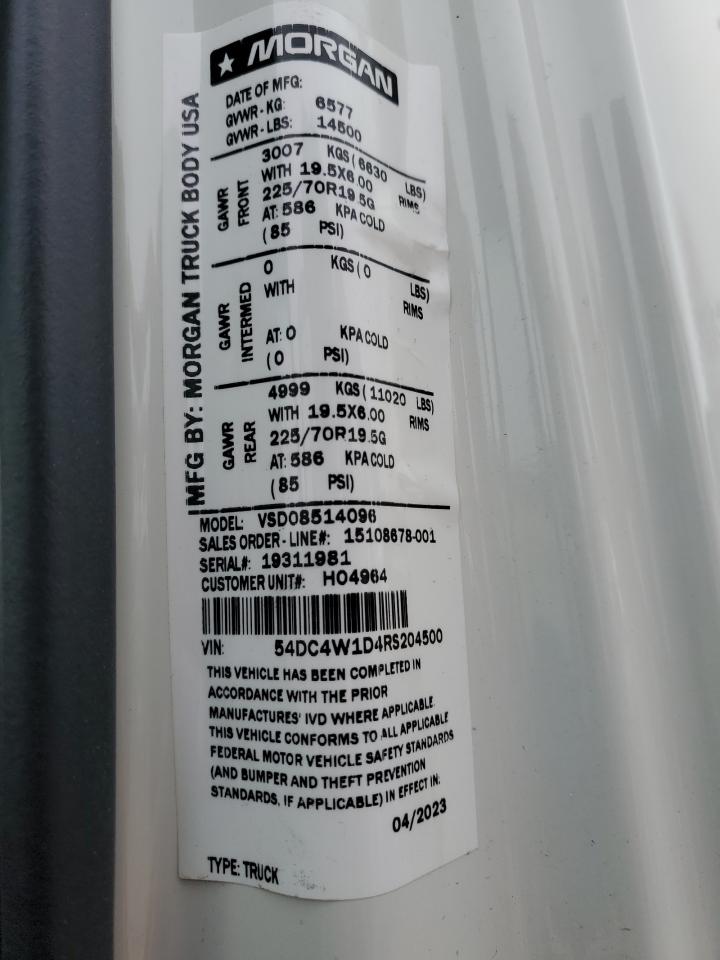 MORGAN
MFG BY: MORGAN TRUCK BODY USA
DATE OF MFG:
GVWR - KG: 6577
GVWR - LBS: 14500
GAWR FRONT
3007 KGS ( 6630 LBS)
WITH 19.5X6.00 RIMS
225/70R19.5G
AT: 586 KPA COLD
( 85 PSI)
GAWR INTERMED
0 KGS ( 0 LBS)
WITH RIMS
AT: 0 KPA COLD
( 0 PSI)
GAWR REAR
4999 KGS ( 11020 LBS)
WITH 19.5X6.00 RIMS
225/70R19.5G
AT: 586 KPA COLD
( 85 PSI)
MODEL: VSD08514096
SALES ORDER - LINE#: 15108678-001
SERIAL#: 19311981
CUSTOMER UNIT#: H04964
VIN: 54DC4W1D4RS204500
THIS VEHICLE HAS BEEN COMPLETED IN
ACCORDANCE WITH THE PRIOR
MANUFACTURES' IVD WHERE APPLICABLE.
THIS VEHICLE CONFORMS TO ALL APPLICABLE
FEDERAL MOTOR VEHICLE SAFETY STANDARDS
(AND BUMPER AND THEFT PREVENTION
STANDARDS, IF APPLICABLE) IN EFFECT IN:
04/2023
TYPE: TRUCK